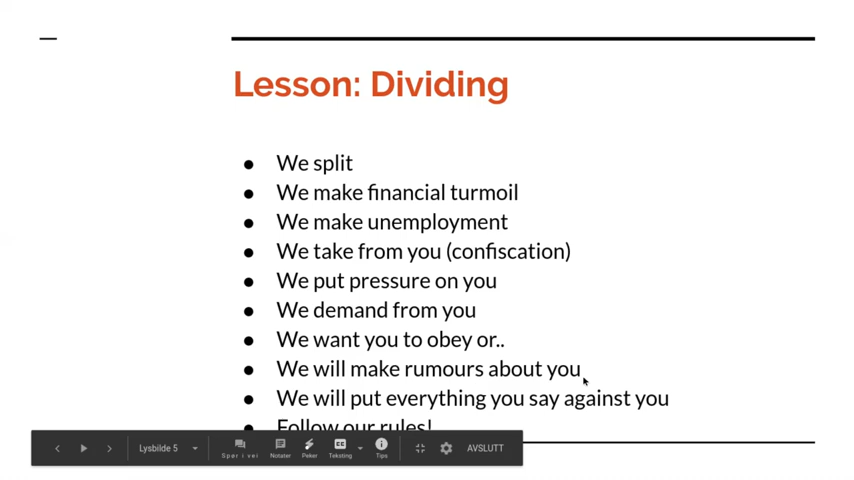 Lesson: Dividing
● We split
● We make financial turmoil
● We make unemployment
● We take from you (confiscation)
● We put pressure on you
● We demand from you
● We want you to obey or..
● We will make rumours about you
● We will put everything you say against you
● Follow our rules!
Lysbilde 5
Spør i vei
Notater
Peker
CC
Teksting
Tips
AVSLUTT